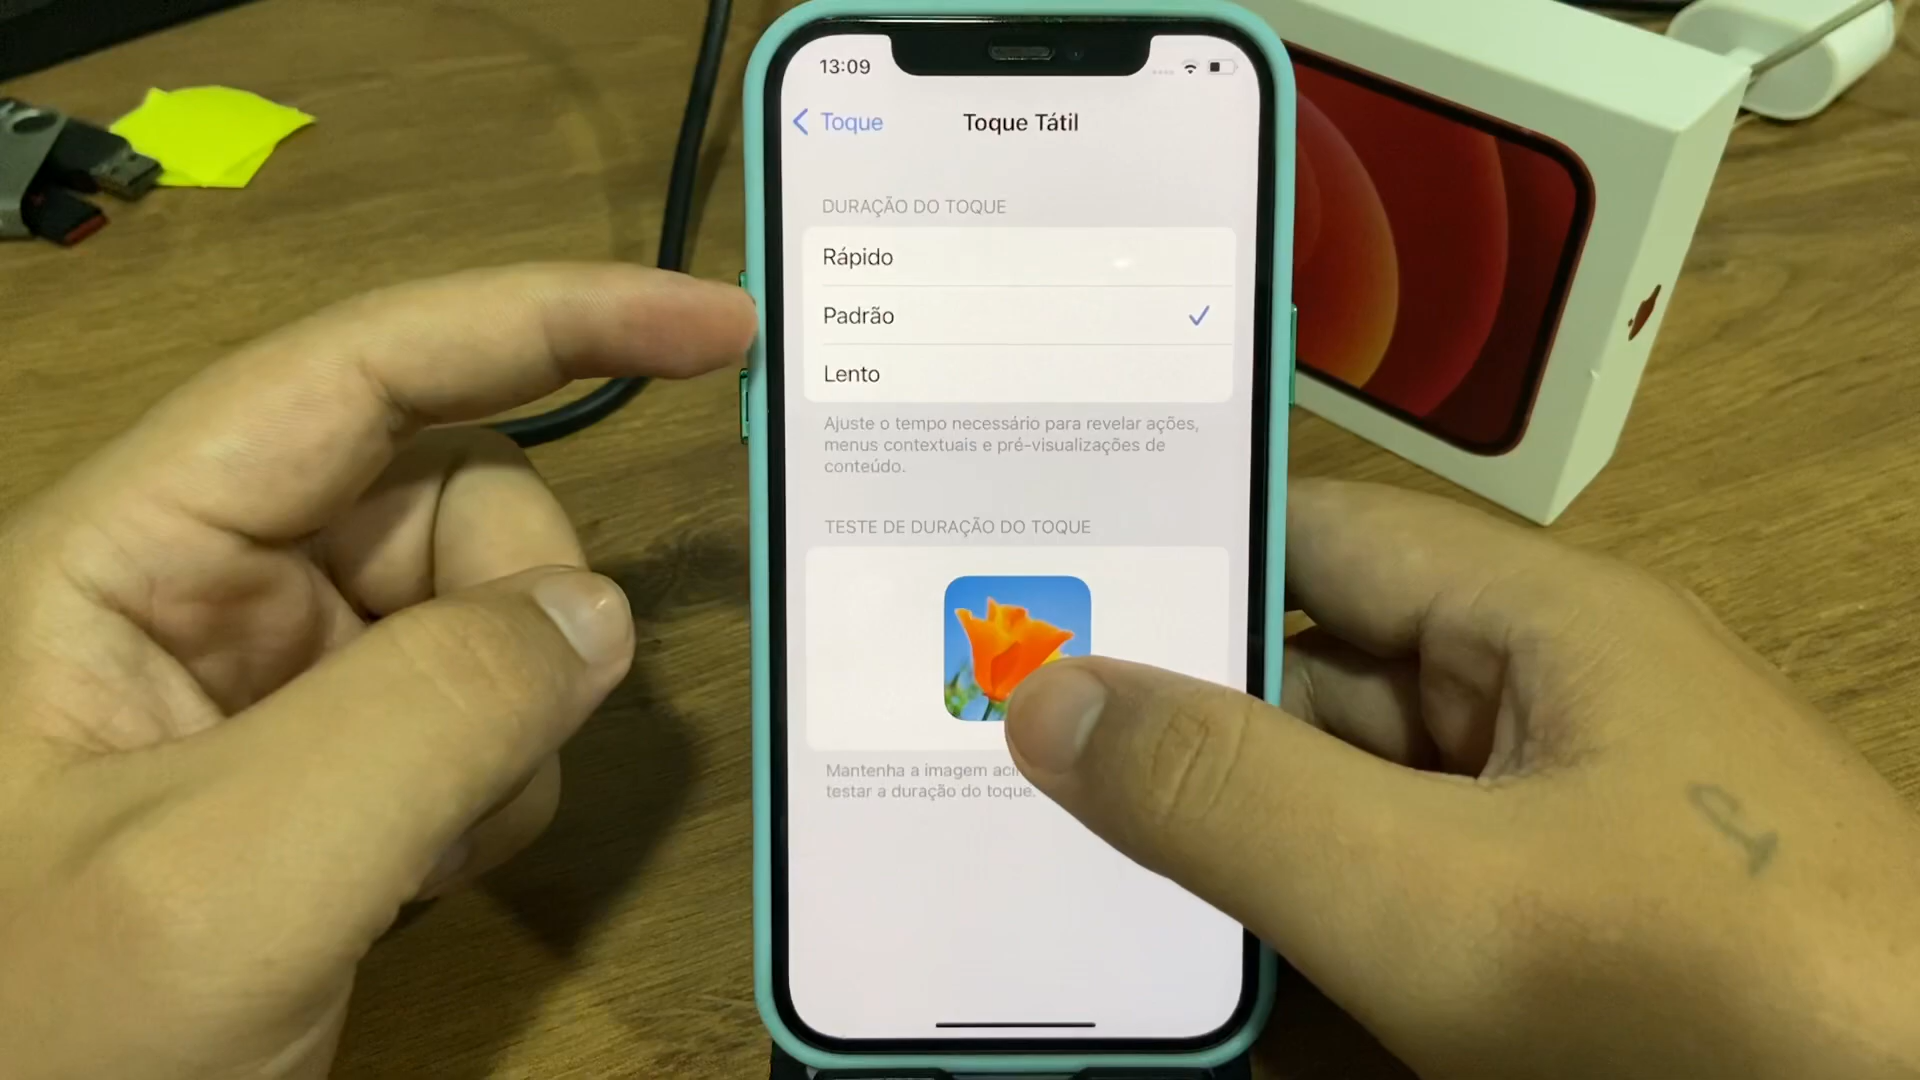 13:09
Toque
Toque Tátil
DURAÇÃO DO TOQUE
Rápido
Padrão
Lento
Ajuste o tempo necessário para revelar ações,
menus contextuais e pré-visualizações de
conteúdo.
TESTE DE DURAÇÃO DO TOQUE
Mantenha a imagem
testar a duração do toque.